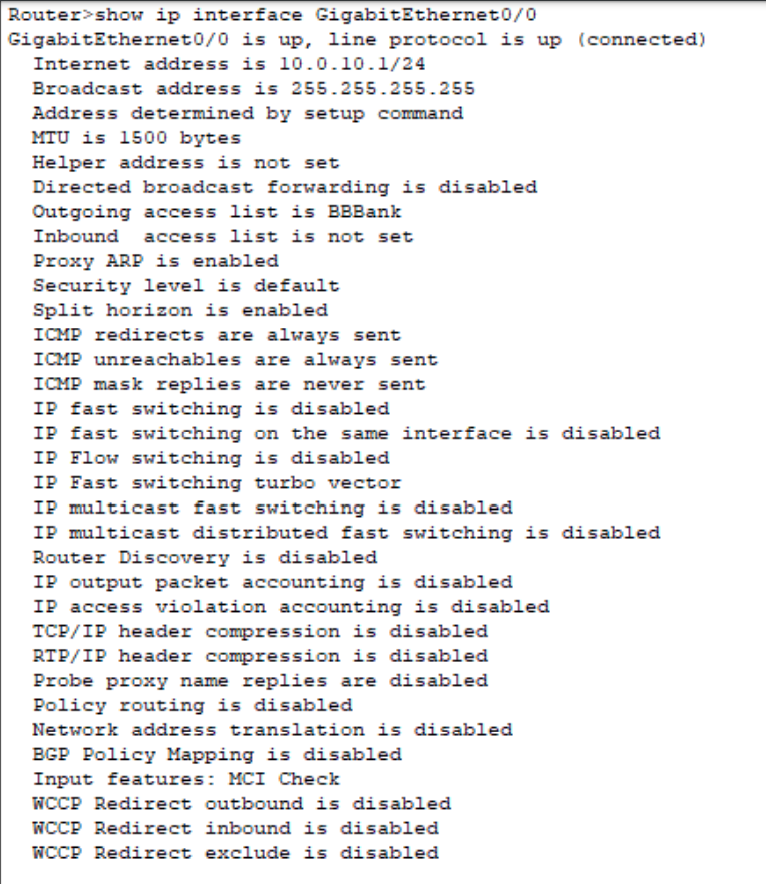 Router>show ip interface GigabitEthernet0/0
GigabitEthernet0/0 is up, line protocol is up (connected)
Internet address is 10.0.10.1/24
Broadcast address is 255.255.255.255
Address determined by setup command
MTU is 1500 bytes
Helper address is not set
Directed broadcast forwarding is disabled
Outgoing access list is BBBank
Inbound  access list is not set
Proxy ARP is enabled
Security level is default
Split horizon is enabled
ICMP redirects are always sent
ICMP unreachables are always sent
ICMP mask replies are never sent
IP fast switching is disabled
IP fast switching on the same interface is disabled
IP Flow switching is disabled
IP Fast switching turbo vector
IP multicast fast switching is disabled
IP multicast distributed fast switching is disabled
Router Discovery is disabled
IP output packet accounting is disabled
IP access violation accounting is disabled
TCP/IP header compression is disabled
RTP/IP header compression is disabled
Probe proxy name replies are disabled
Policy routing is disabled
Network address translation is disabled
BGP Policy Mapping is disabled
Input features: MCI Check
WCCP Redirect outbound is disabled
WCCP Redirect inbound is disabled
WCCP Redirect exclude is disabled